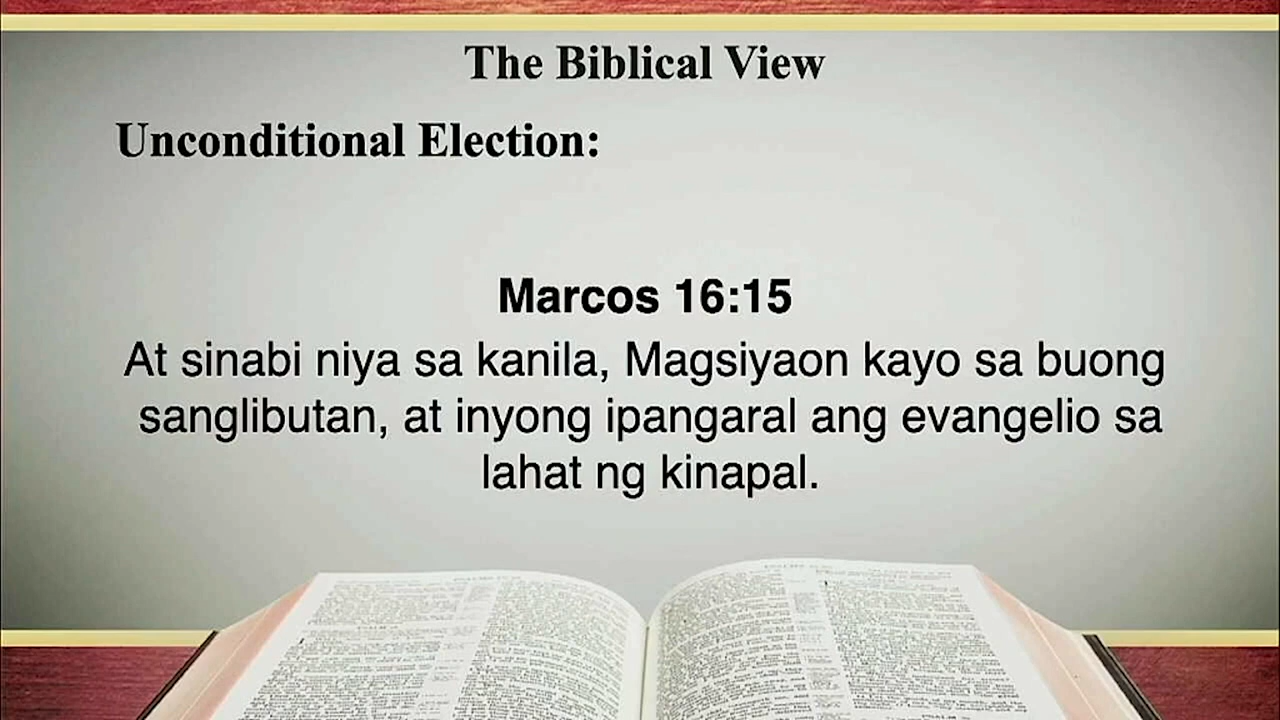 The Biblical View
Unconditional Election:
Marcos 16:15
At sinabi niya sa kanila, Magsiyaon kayo sa buong
sanglibutan, at inyong ipangaral ang evangelio sa
lahat ng kinapal.